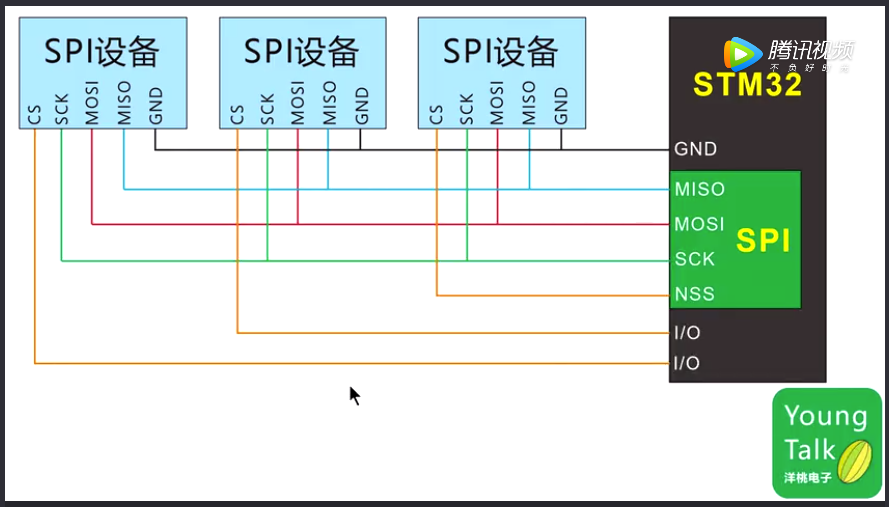 SPI设备
CS SCK MOSI MISO GND
SPI设备
CS SCK MOSI MISO GND
SPI设备
CS SCK MOSI MISO GND
腾讯视频
不负好时光
STM32
GND
MISO
MOSI
SPI
SCK
NSS
I/O
I/O
Young
Talk
洋桃电子